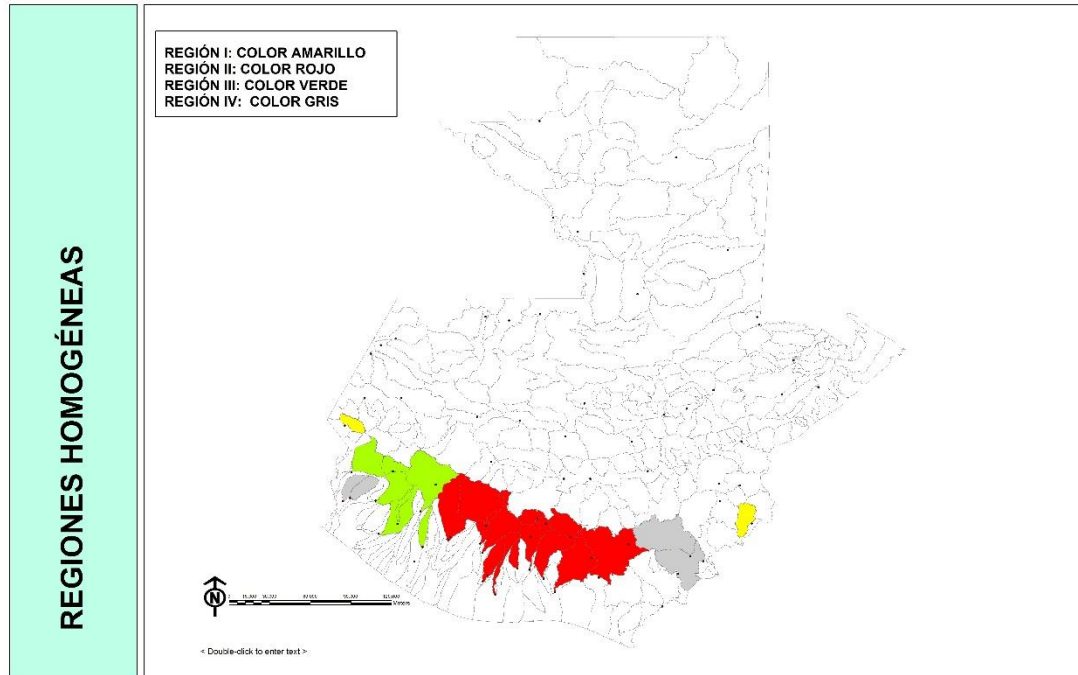 REGIONES HOMOGÉNEAS
REGIÓN I: COLOR AMARILLO
REGIÓN II: COLOR ROJO
REGIÓN III: COLOR VERDE
REGIÓN IV: COLOR GRIS
N
Meters
< Double-click to enter text >